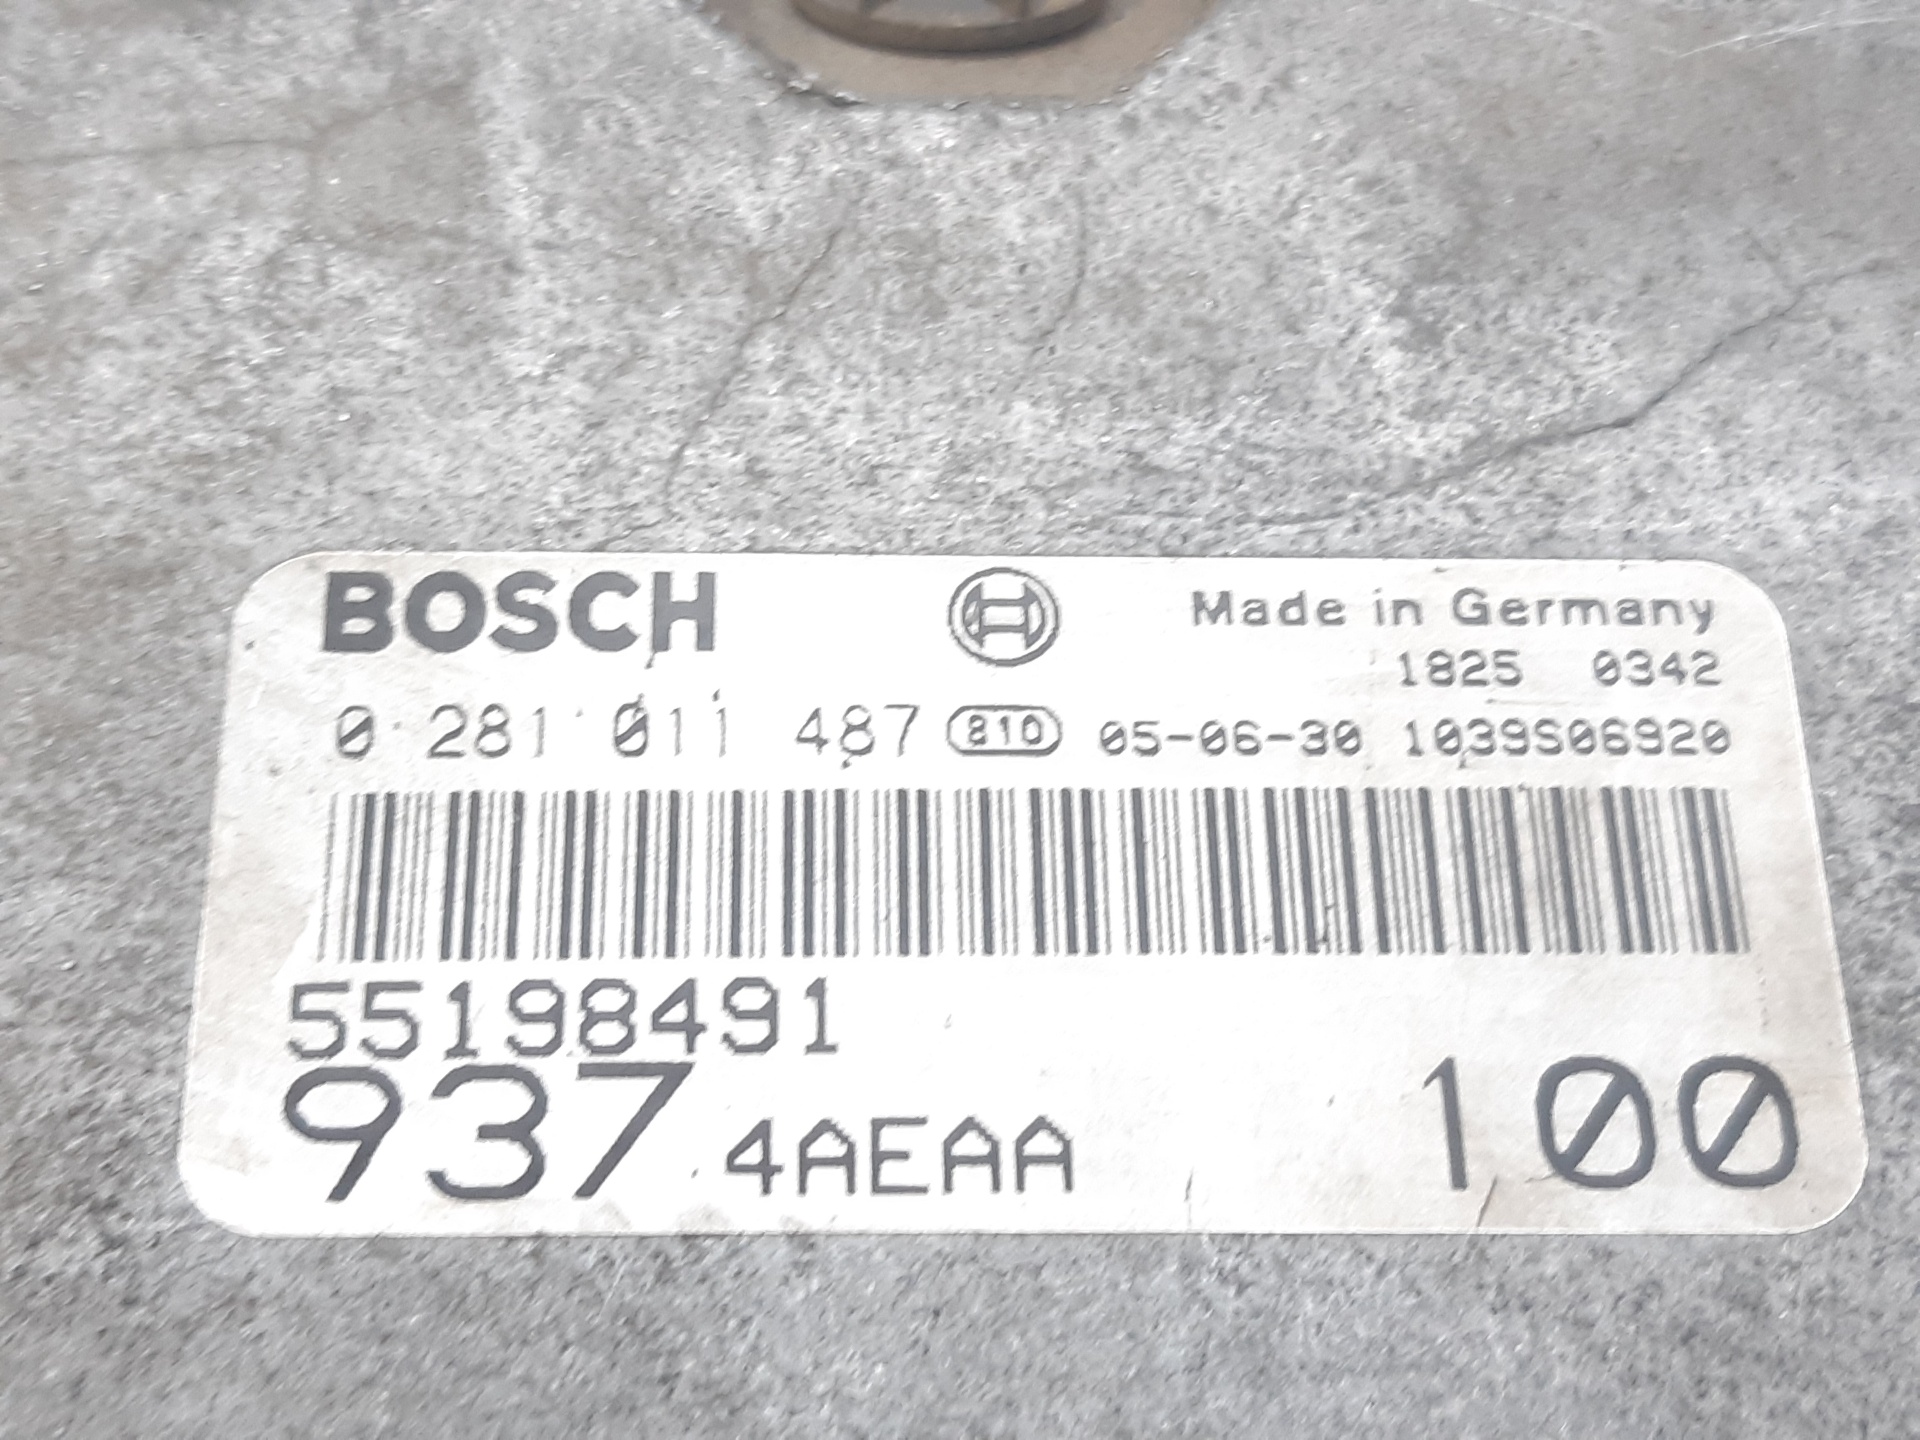 BOSCH Made in Germany
1825 0342
0 281 011 487 810 05-06-30 1039S06920
55198491
937 4AEAA 100